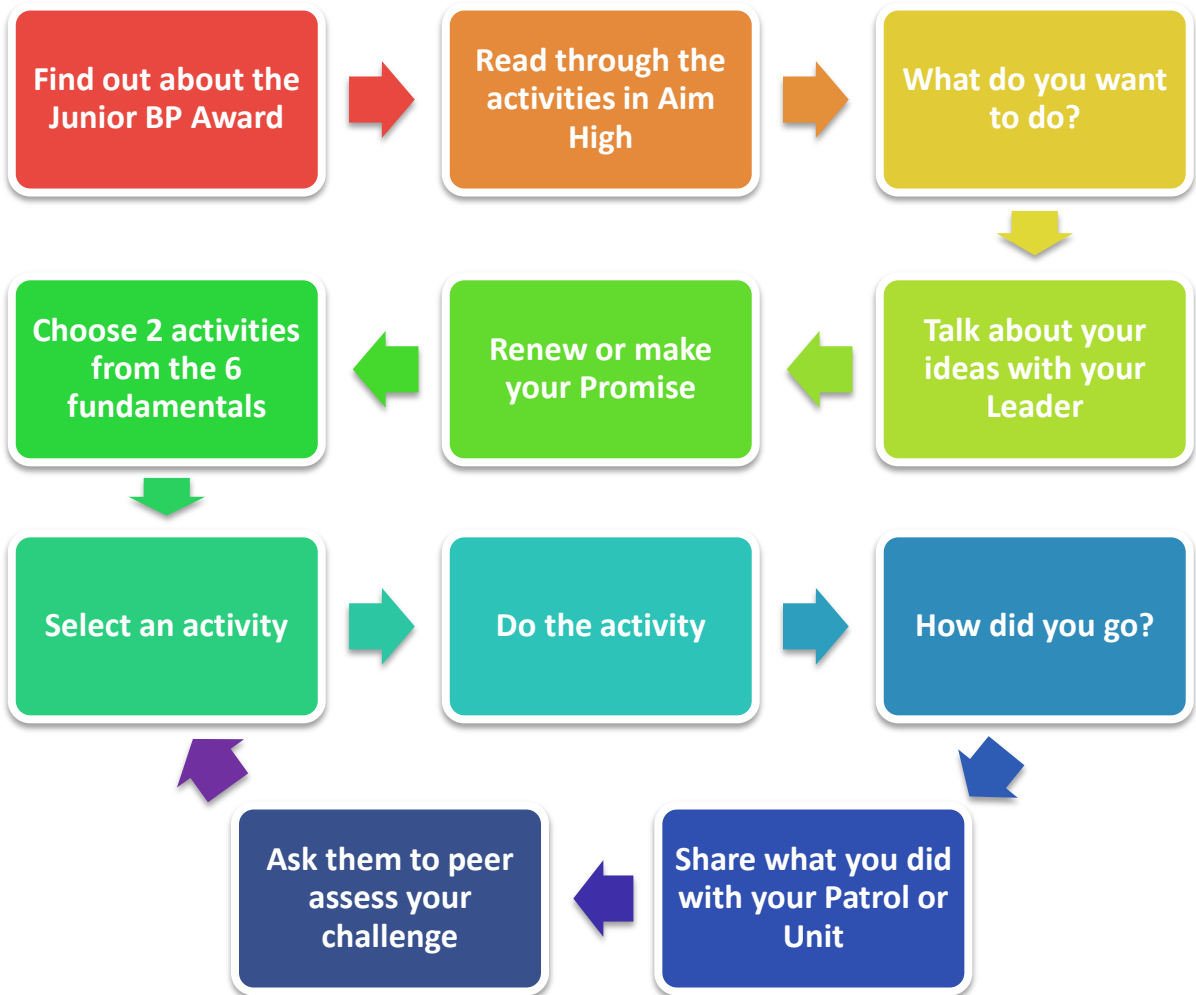 Find out about the
Junior BP Award
Read through the
activities in Aim
High
What do you want
to do?
Talk about your
ideas with your
Leader
Renew or make
your Promise
Choose 2 activities
from the 6
fundamentals
Select an activity
Do the activity
How did you go?
Share what you did
with your Patrol or
Unit
Ask them to peer
assess your
challenge